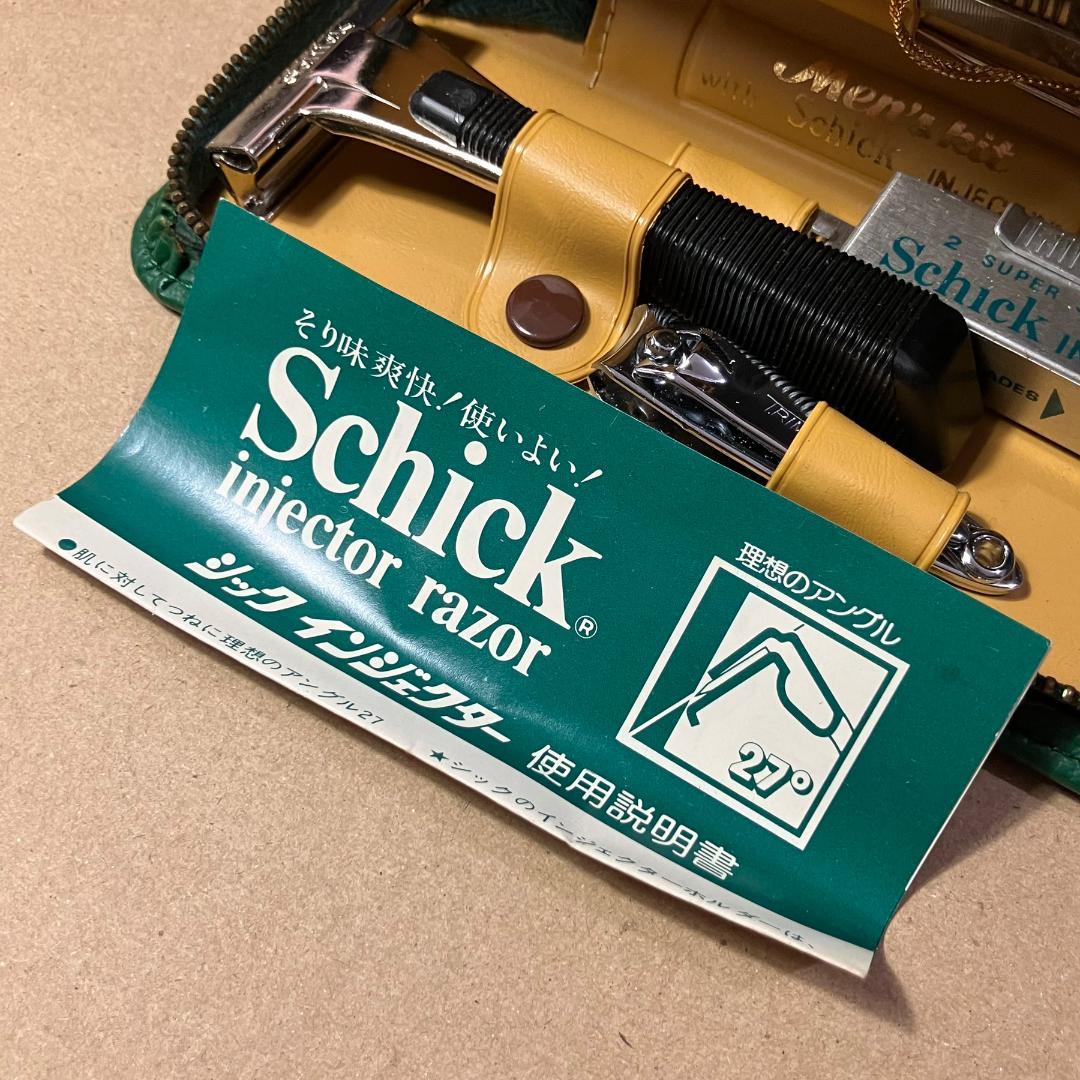 Men's kit
with Schick
INJEC
2 SUPER
Schick
ADES
そり味爽快!使いよい!
Schick®
injector razor
シック インジェクター
使用説明書
理想のアングル
27°
●肌に対してつねに理想のアングル27
★シックのインジェクターホルダーは、